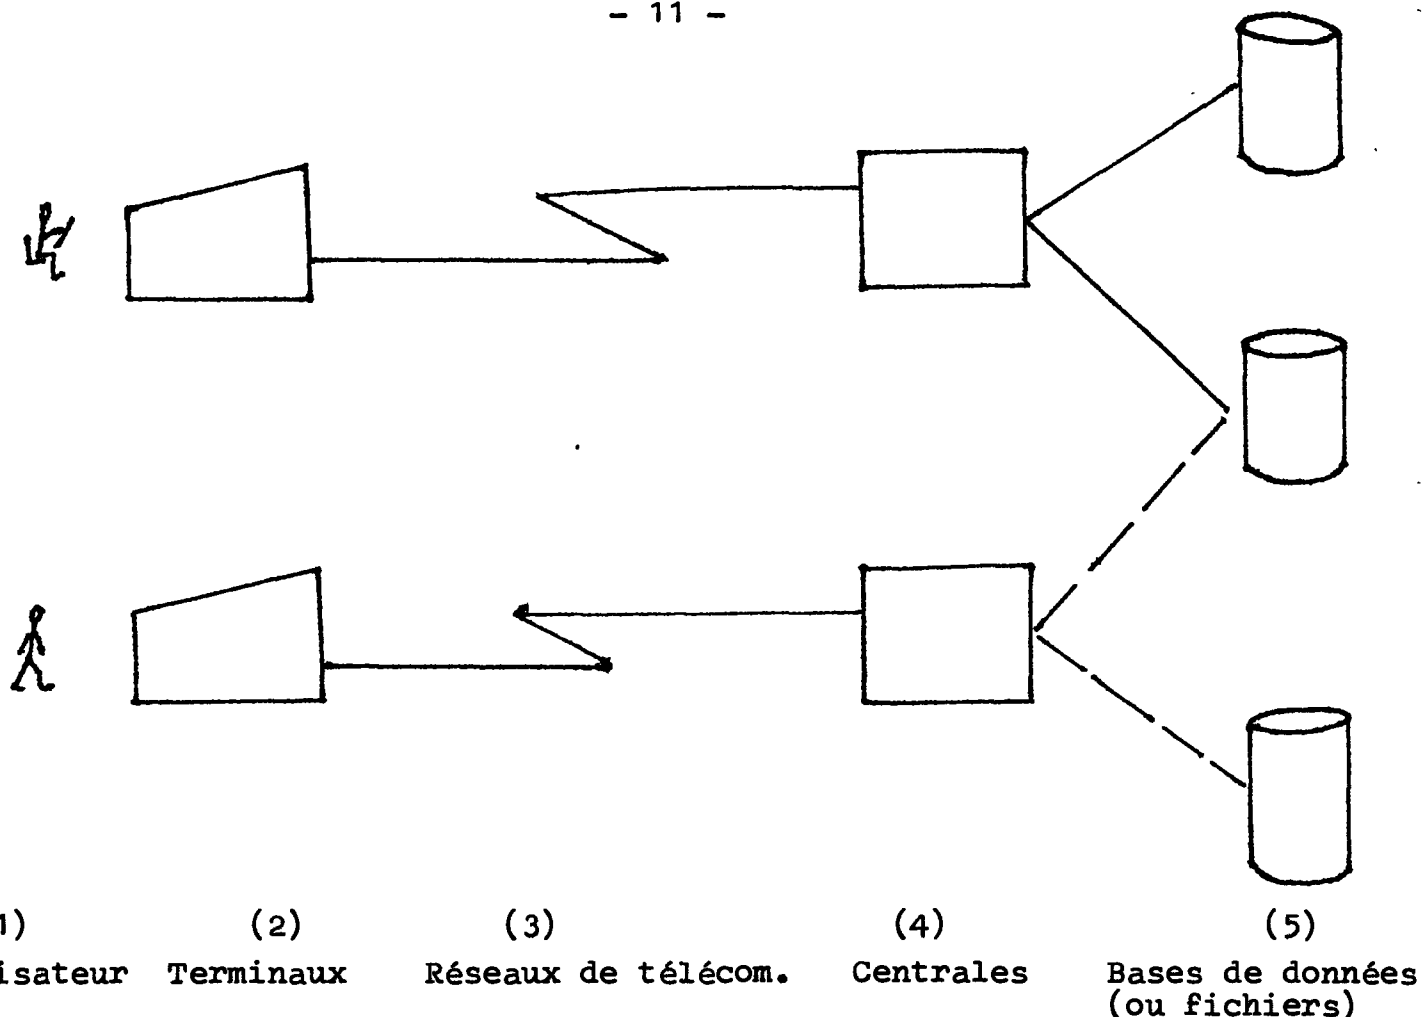 - 11 -
1) (2) (3) (4) (5)
isateur Terminaux Réseaux de télécom. Centrales Bases de données
(ou fichiers)